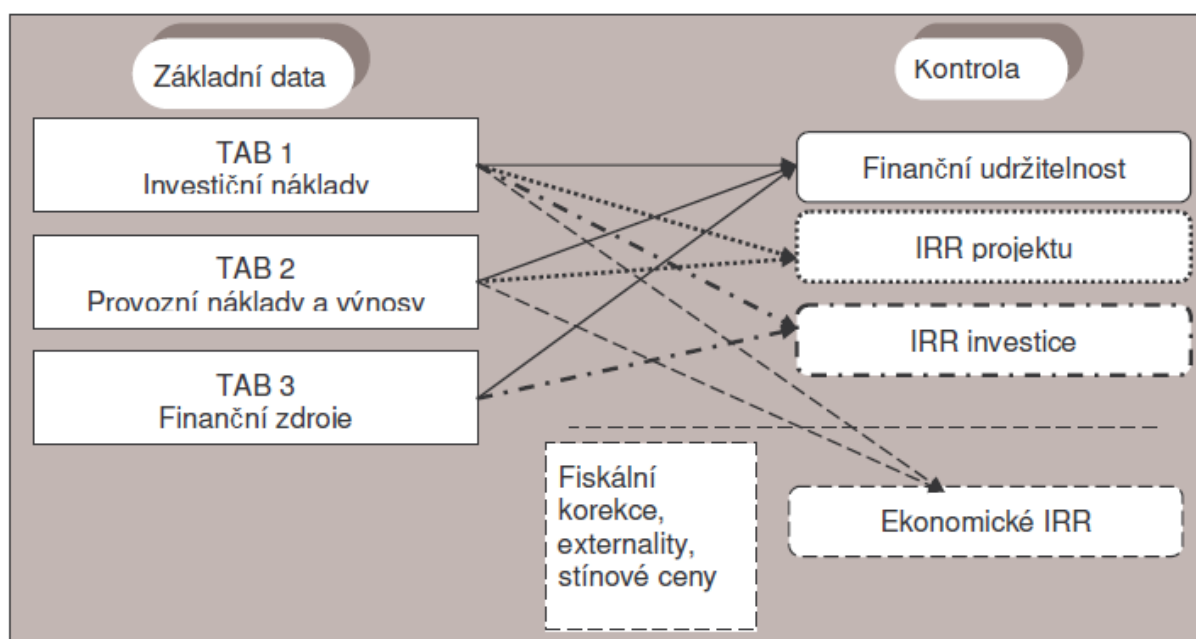 Základní data
Kontrola
TAB 1
Investiční náklady
Finanční udržitelnost
IRR projektu
TAB 2
Provozní náklady a výnosy
IRR investice
TAB 3
Finanční zdroje
Fiskální
korekce,
externality,
stínové ceny
Ekonomické IRR